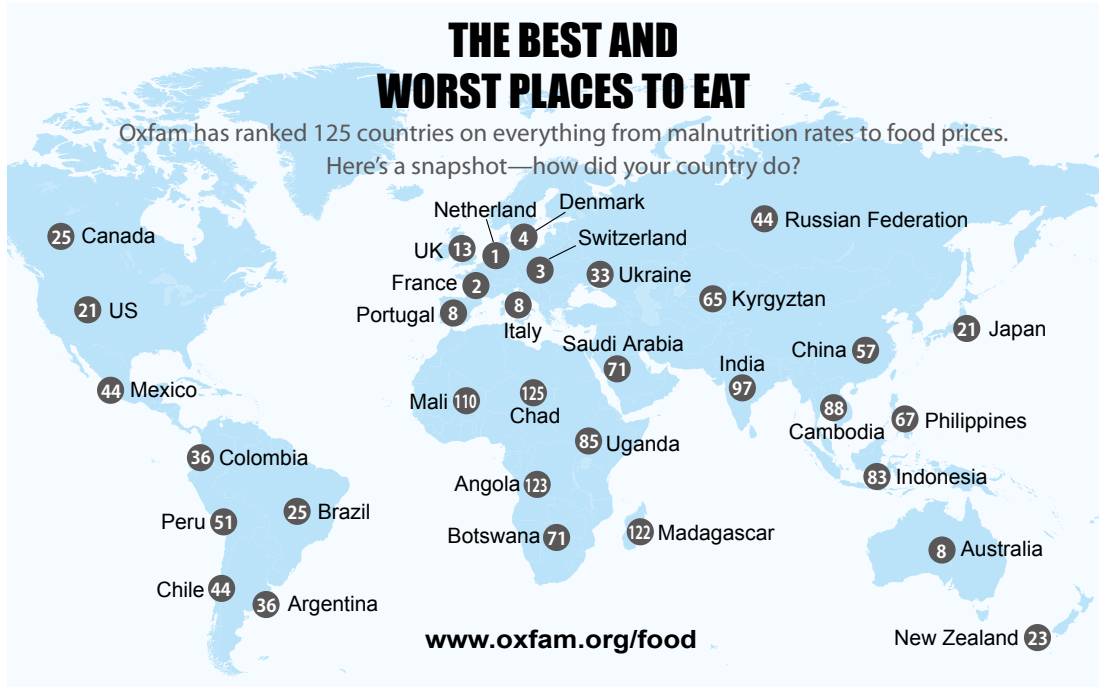 THE BEST AND
WORST PLACES TO EAT
Oxfam has ranked 125 countries on everything from malnutrition rates to food prices.
Here's a snapshot—how did your country do?
25 Canada
21 US
44 Mexico
36 Colombia
Peru 51
25 Brazil
Chile 44
36 Argentina
Netherland 1
Denmark 4
UK 13
Switzerland 3
France 2
33 Ukraine
Portugal 8
8 Italy
44 Russian Federation
65 Kyrgyztan
Saudi Arabia 71
India 97
China 57
21 Japan
88 Cambodia
67 Philippines
83 Indonesia
Mali 110
125 Chad
85 Uganda
Angola 123
Botswana 71
122 Madagascar
8 Australia
New Zealand 23
www.oxfam.org/food